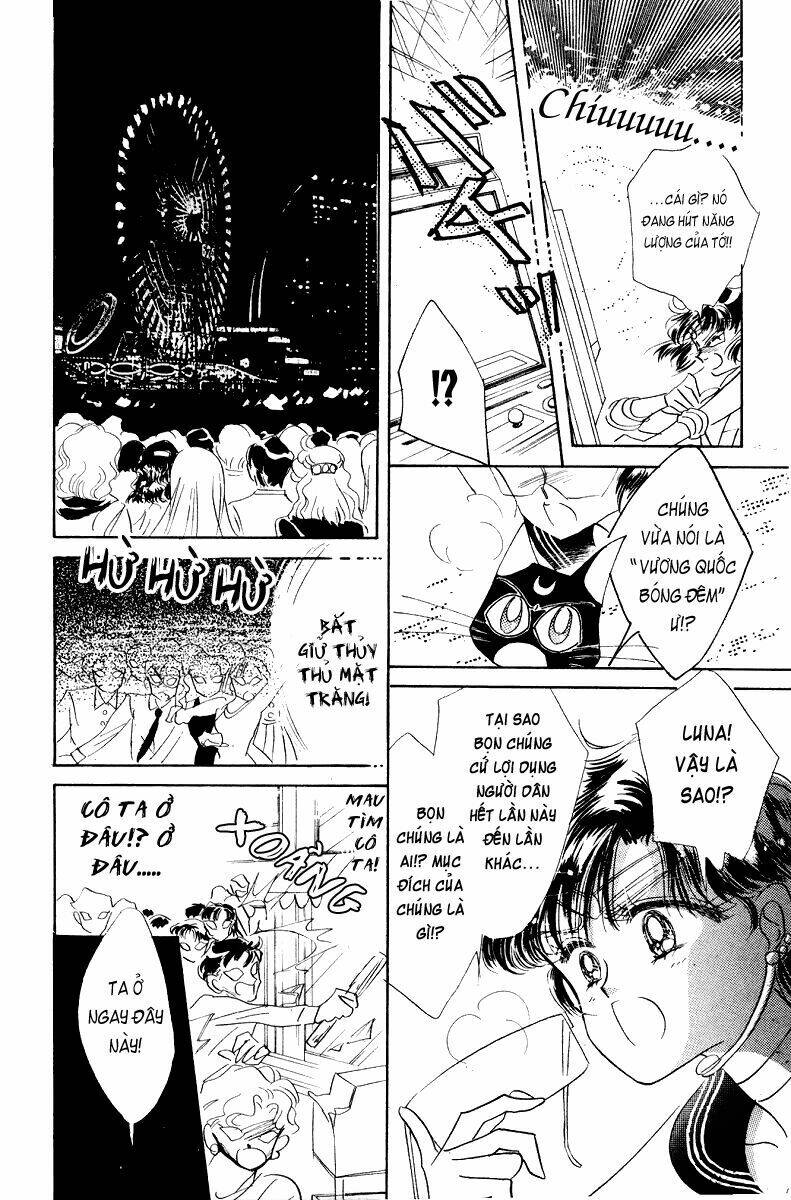 Chíuuuuu....
...CÁI GÌ? NÓ
ĐANG HÚT NĂNG
LƯỢNG CỦA TỚ!!
!?
CHÚNG
VỪA NÓI LÀ
“VƯƠNG QUỐC
BÓNG ĐÊM”
Ư!?
LUNA!
VẬY LÀ
SAO!?
TẠI SAO
BỌN CHÚNG
CỨ LỢI DỤNG
NGƯỜI DÂN
HẾT LẦN NÀY
ĐẾN LẦN
KHÁC...
BỌN
CHÚNG LÀ
AI!? MỤC
ĐÍCH CỦA
CHÚNG LÀ
GÌ!?
HỪ HỪ HỪ
BẮT
GIỮ THỦY
THỦ MẶT
TRĂNG!
MAU
TÌM
CÔ
TA!
CÔ TA Ở
ĐÂU!? Ở
ĐÂU.....
XOẢNG
TA Ở
NGAY ĐÂY
NÀY!